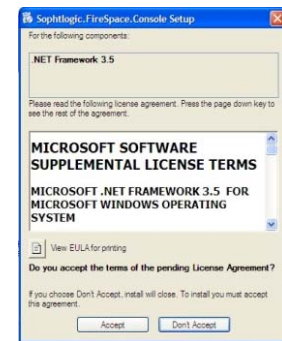 Sophtlogic.FireSpace.Console Setup
For the following components:
.NET Framework 3.5
Please read the following license agreement. Press the page down key to
see the rest of the agreement.
MICROSOFT SOFTWARE
SUPPLEMENTAL LICENSE TERMS
MICROSOFT .NET FRAMEWORK 3.5 FOR
MICROSOFT WINDOWS OPERATING
SYSTEM
View EULA for printing
Do you accept the terms of the pending License Agreement?
If you choose Don't Accept, install will close. To install you must accept
this agreement.
Accept
Don't Accept